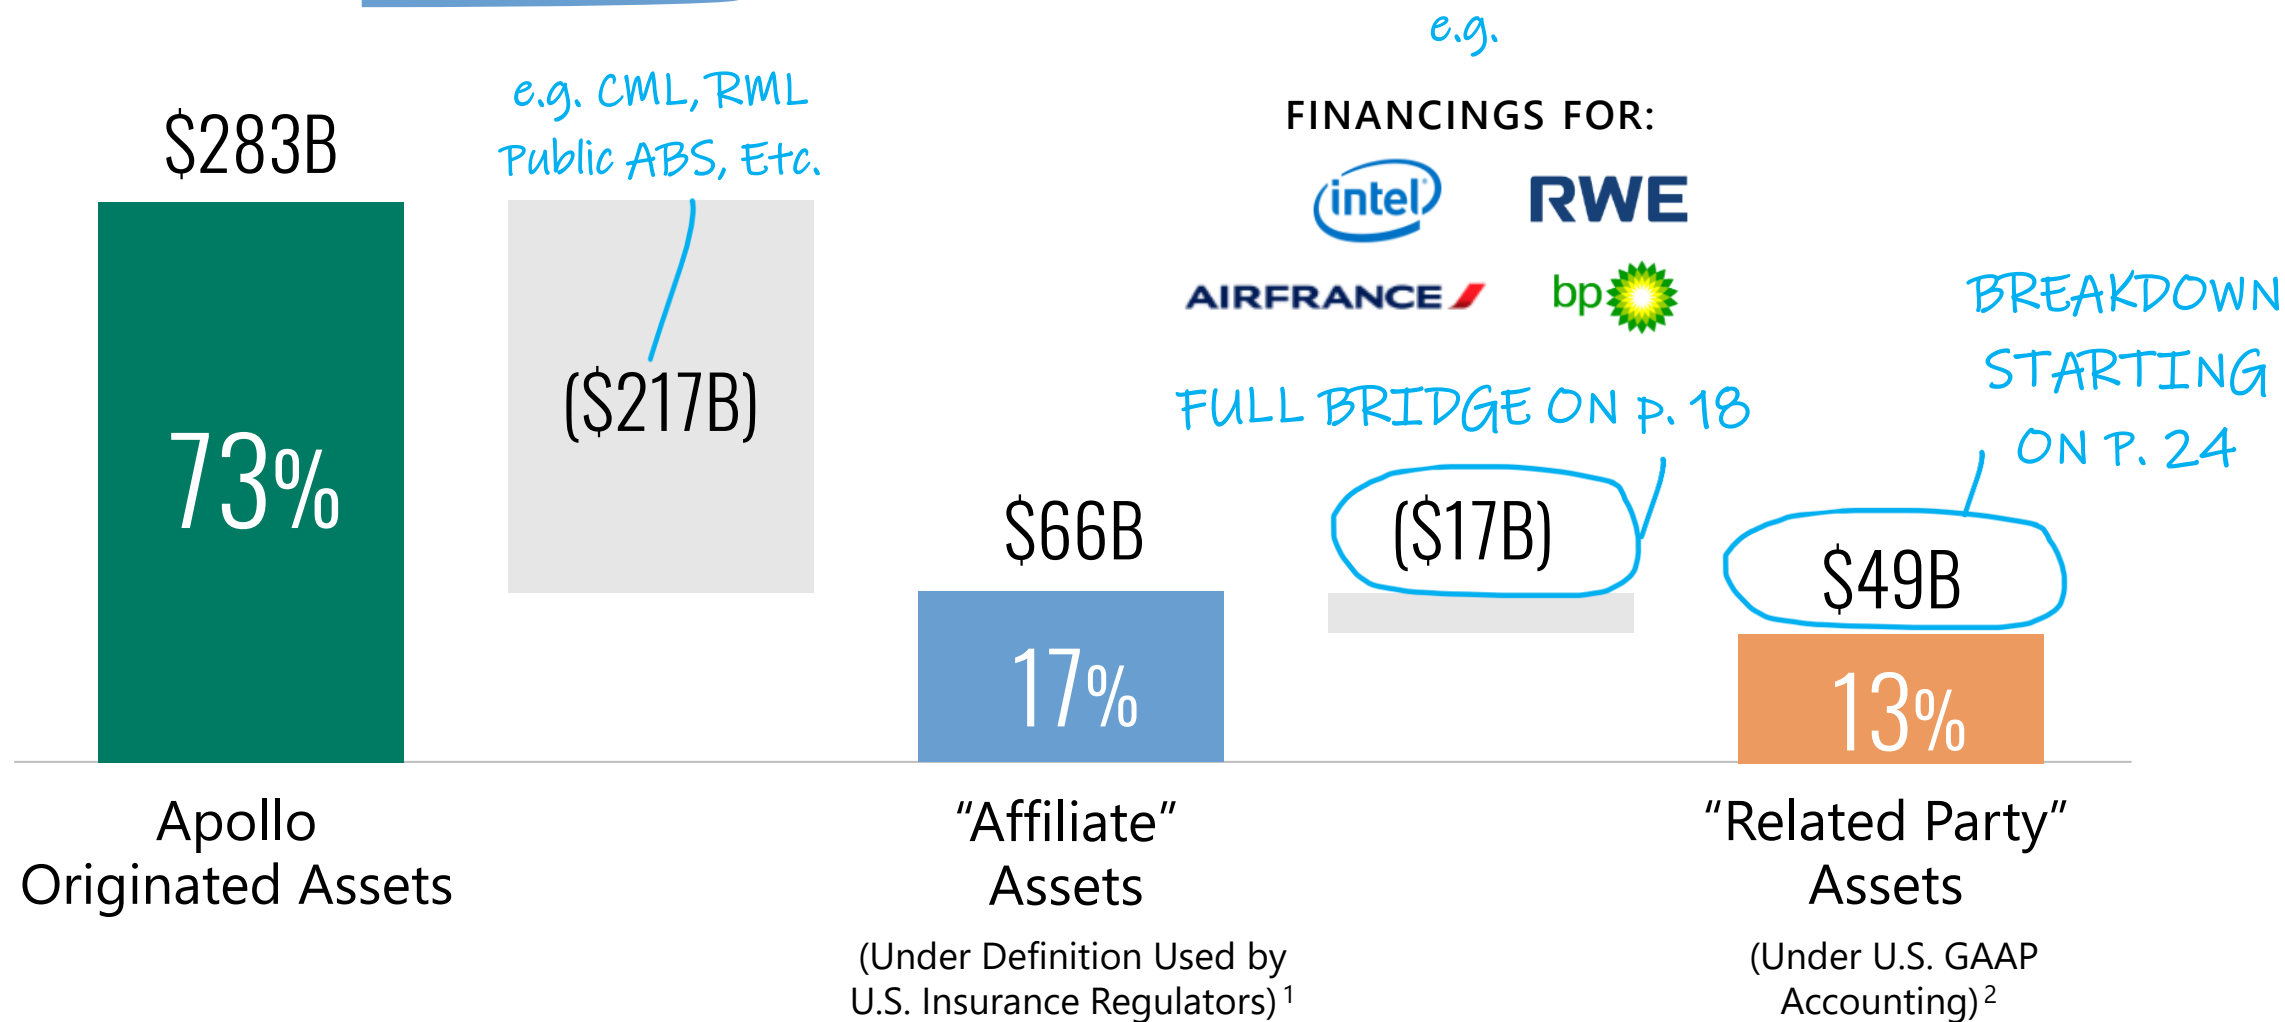 e.g.
e.g. CML, RML
Public ABS, Etc.
$283B
73%
($217B)
FINANCINGS FOR:
intel
RWE
AIRFRANCE
bp
FULL BRIDGE ON p. 18
BREAKDOWN
STARTING
ON P. 24
$66B
17%
($17B)
$49B
13%
Apollo
Originated Assets
“Affiliate”
Assets
(Under Definition Used by
U.S. Insurance Regulators) 1
“Related Party”
Assets
(Under U.S. GAAP
Accounting) 2